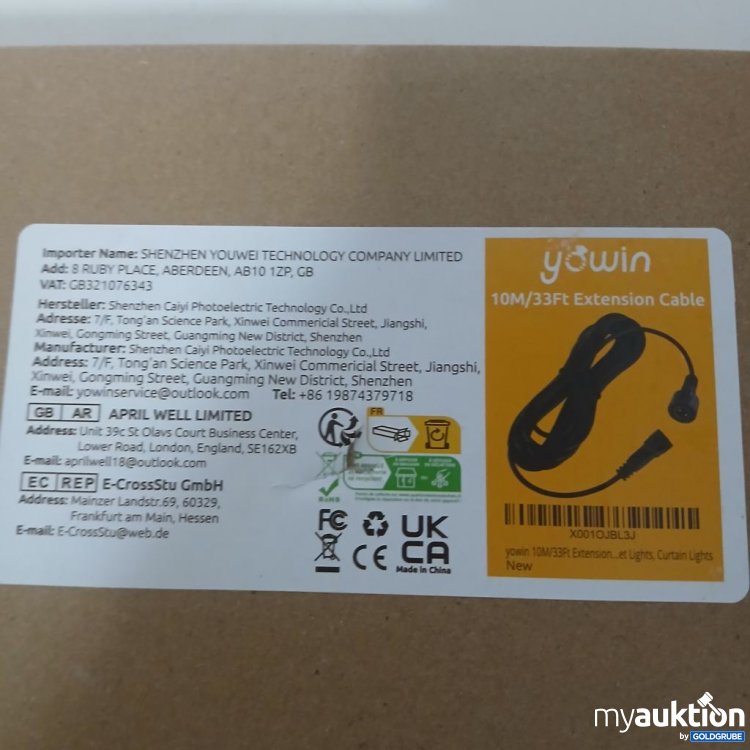 Importer Name: SHENZHEN YOUWEI TECHNOLOGY COMPANY LIMITED
Add: 8 RUBY PLACE, ABERDEEN, AB10 1ZP, GB
VAT: GB321076343
Hersteller: Shenzhen Caiyi Photoelectric Technology Co.,Ltd
Adresse: 7/F, Tong'an Science Park, Xinwei Commericial Street, Jiangshi,
Xinwei, Gongming Street, Guangming New District, Shenzhen
Manufacturer: Shenzhen Caiyi Photoelectric Technology Co.,Ltd
Address: 7/F, Tong'an Science Park, Xinwei Commericial Street, Jiangshi,
Xinwei, Gongming Street, Guangming New District, Shenzhen
E-mail: yowinservice@outlook.com Tel: +86 19874379718
GB AR APRIL WELL LIMITED
Address: Unit 39c St Olavs Court Business Center,
Lower Road, London, England, SE162XB
E-mail: aprilwell18@outlook.com
EC REP E-CrossStu GmbH
Address: Mainzer Landstr.69, 60329,
Frankfurt am Main, Hessen
E-mail: E-CrossStu@web.de
FR
FC
CE
UK
CA
Made in China
yowin
10M/33Ft Extension Cable
X001OJBL3J
yowin 10M/33Ft Extension...et Lights, Curtain Lights
New
myauktion
by GOLDGRUBE